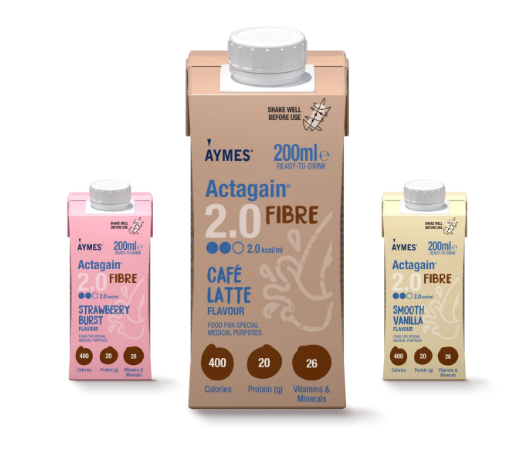 SHAKE WELL
BEFORE USE
AYMES®
200mle
READY-TO-DRINK
Actagain®
2.0 FIBRE
2.0 kcal/ml
CAFÉ
LATTE
FLAVOUR
FOOD FOR SPECIAL
MEDICAL PURPOSES
400 20 26
Calories Protein (g) Vitamins &
Minerals
SHAKE WELL
BEFORE USE
AYMES®
200mle
READY-TO-DRINK
Actagain®
2.0 FIBRE
2.0 kcal/ml
STRAWBERRY
BURST
FLAVOUR
FOOD FOR SPECIAL
MEDICAL PURPOSES
400 20 26
Calories Protein (g) Vitamins &
Minerals
SHAKE WELL
BEFORE USE
AYMES®
200mle
READY-TO-DRINK
Actagain®
2.0 FIBRE
2.0 kcal/ml
SMOOTH
VANILLA
FLAVOUR
FOOD FOR SPECIAL
MEDICAL PURPOSES
400 20 26
Calories Protein (g) Vitamins &
Minerals